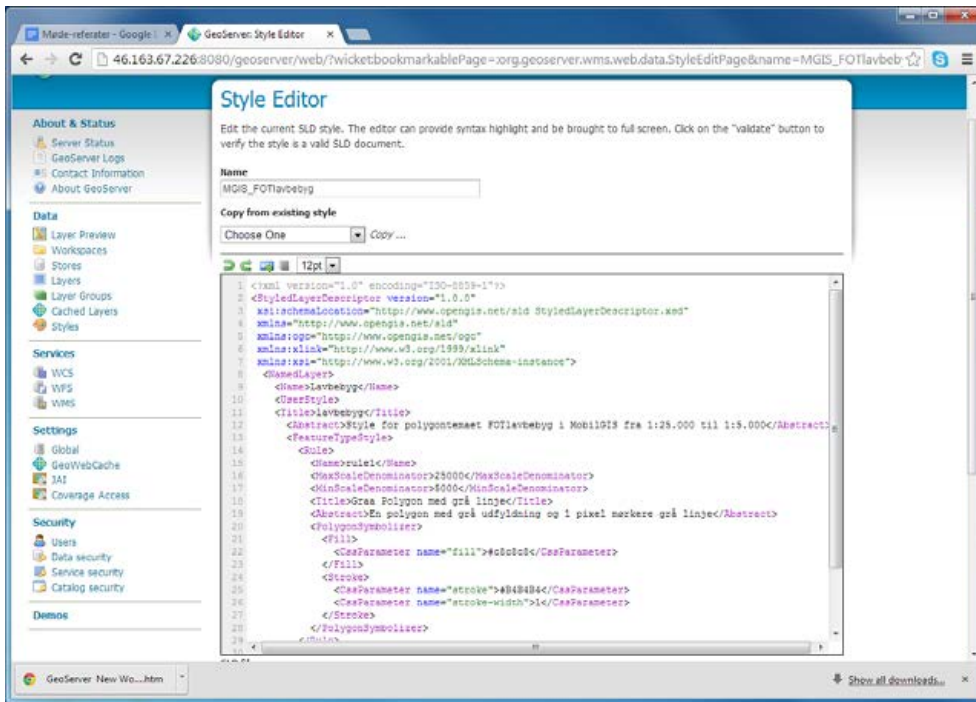 Møde-referater - Google
GeoServer: Style Editor
46.163.67.226:8080/geoserver/web/?wicket:bookmarkablePage=:org.geoserver.wms.web.data.StyleEditPage&name=MGIS_FOTlavbeb
Style Editor
Edit the current SLD style. The editor can provide syntax highlight and be brought to full screen. Click on the "validate" button to
verify the style is a valid SLD document.
Name
MGIS_FOTlavbebyg
Copy from existing style
Choose One
Copy ...
12pt
About & Status
Server Status
GeoServer Logs
Contact Information
About GeoServer
Data
Layer Preview
Workspaces
Stores
Layers
Layer Groups
Cached Layers
Styles
Services
WCS
WFS
WMS
Settings
Global
GeoWebCache
JAI
Coverage Access
Security
Users
Data security
Service security
Catalog security
Demos
1 <?xml version="1.0" encoding="ISO-8859-1"?>
2 <StyledLayerDescriptor version="1.0.0"
3 xsi:schemaLocation="http://www.opengis.net/sld StyledLayerDescriptor.xsd"
4 xmlns="http://www.opengis.net/sld"
5 xmlns:ogc="http://www.opengis.net/ogc"
6 xmlns:xlink="http://www.w3.org/1999/xlink"
7 xmlns:xsi="http://www.w3.org/2001/XMLSchema-instance">
8 <NamedLayer>
9 <Name>Lavbebyg</Name>
10 <UserStyle>
11 <Title>lavbebyg</Title>
12 <Abstract>Style for polygontemaet FOTlavbebyg i MobilGIS fra 1:25.000 til 1:5.000</Abstract>
13 <FeatureTypeStyle>
14 <Rule>
15 <Name>rule1</Name>
16 <MaxScaleDenominator>25000</MaxScaleDenominator>
17 <MinScaleDenominator>5000</MinScaleDenominator>
18 <Title>Graa Polygon med grå linje</Title>
19 <Abstract>En polygon med grå udfyldning og 1 pixel mørkere grå linje</Abstract>
20 <PolygonSymbolizer>
21 <Fill>
22 <CssParameter name="fill">#c8c8c8</CssParameter>
23 </Fill>
24 <Stroke>
25 <CssParameter name="stroke">#B4B4B4</CssParameter>
26 <CssParameter name="stroke-width">1</CssParameter>
27 </Stroke>
28 </PolygonSymbolizer>
29 </Rule>
GeoServer New Wo....htm
Show all downloads...